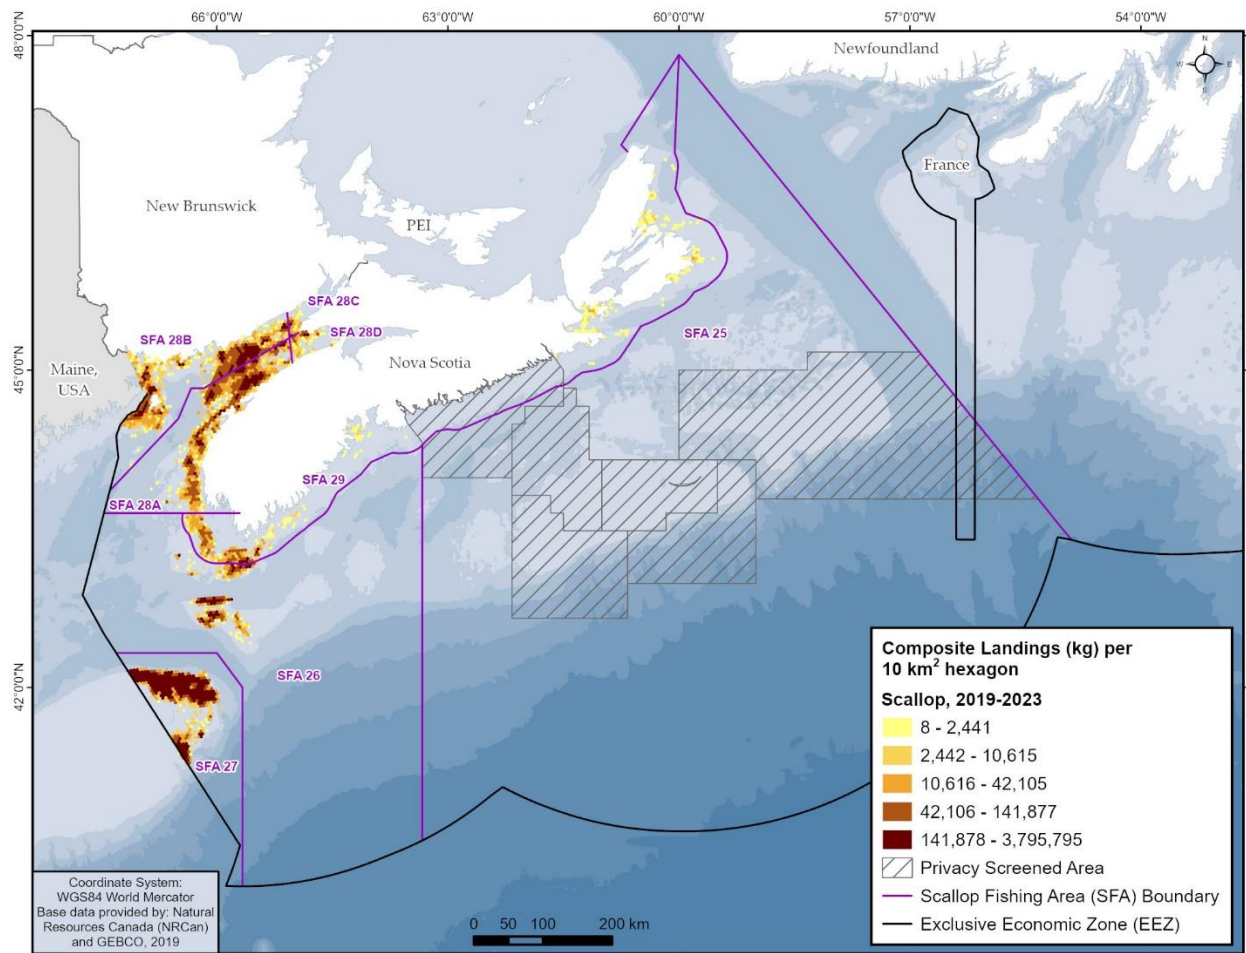 66°0'0"W
63°0'0"W
60°0'0"W
57°0'0"W
54°0'0"W
48°0'0"N
Newfoundland
N
W
E
S
France
New Brunswick
PEI
SFA 28C
SFA 28B
SFA 28D
SFA 25
Maine,
USA
45°0'0"N
Nova Scotia
SFA 29
SFA 28A
42°0'0"N
SFA 26
SFA 27
Composite Landings (kg) per
10 km² hexagon
Scallop, 2019-2023
8 - 2,441
2,442 - 10,615
10,616 - 42,105
42,106 - 141,877
141,878 - 3,795,795
Privacy Screened Area
Scallop Fishing Area (SFA) Boundary
Exclusive Economic Zone (EEZ)
Coordinate System:
WGS84 World Mercator
Base data provided by: Natural
Resources Canada (NRCan)
and GEBCO, 2019
0 50 100 200 km